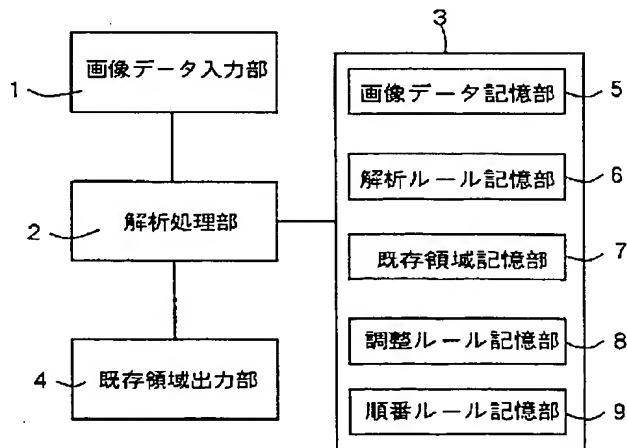 1
画像データ入力部
2
解析処理部
4
既存領域出力部
3
画像データ記憶部
5
解析ルール記憶部
6
既存領域記憶部
7
調整ルール記憶部
8
順番ルール記憶部
9